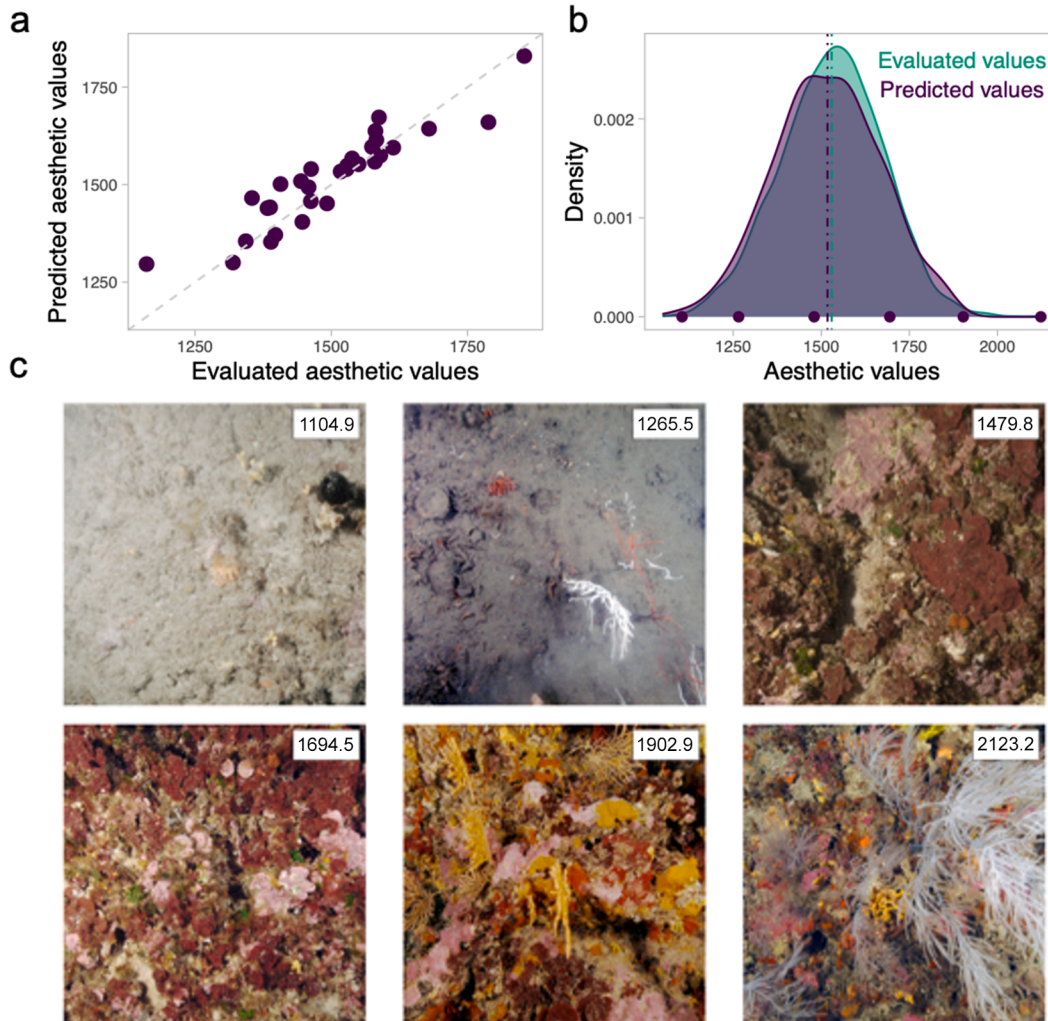 a
Predicted aesthetic values
1750
1500
1250
1250
1500
1750
Evaluated aesthetic values
b
Evaluated values
Predicted values
Density
0.002
0.001
0.000
1250
1500
1750
2000
Aesthetic values
c
1104.9
1265.5
1479.8
1694.5
1902.9
2123.2